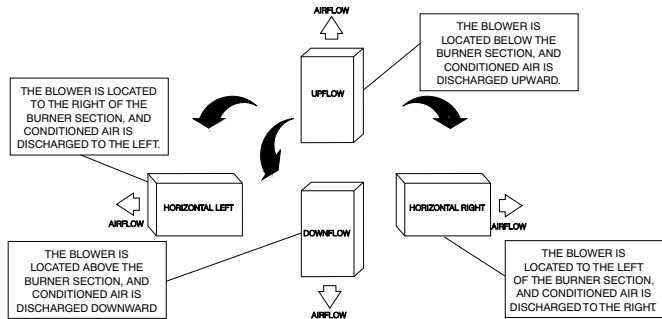 AIRFLOW
THE BLOWER IS
LOCATED BELOW THE
BURNER SECTION, AND
CONDITIONED AIR IS
DISCHARGED UPWARD.
UPFLOW
THE BLOWER IS LOCATED
TO THE RIGHT OF THE
BURNER SECTION, AND
CONDITIONED AIR IS
DISCHARGED TO THE LEFT.
HORIZONTAL LEFT
AIRFLOW
DOWNFLOW
HORIZONTAL RIGHT
AIRFLOW
THE BLOWER IS
LOCATED ABOVE THE
BURNER SECTION, AND
CONDITIONED AIR IS
DISCHARGED DOWNWARD
THE BLOWER IS
LOCATED TO THE LEFT
OF THE BURNER SECTION,
AND CONDITIONED AIR IS
DISCHARGED TO THE RIGHT.
AIRFLOW